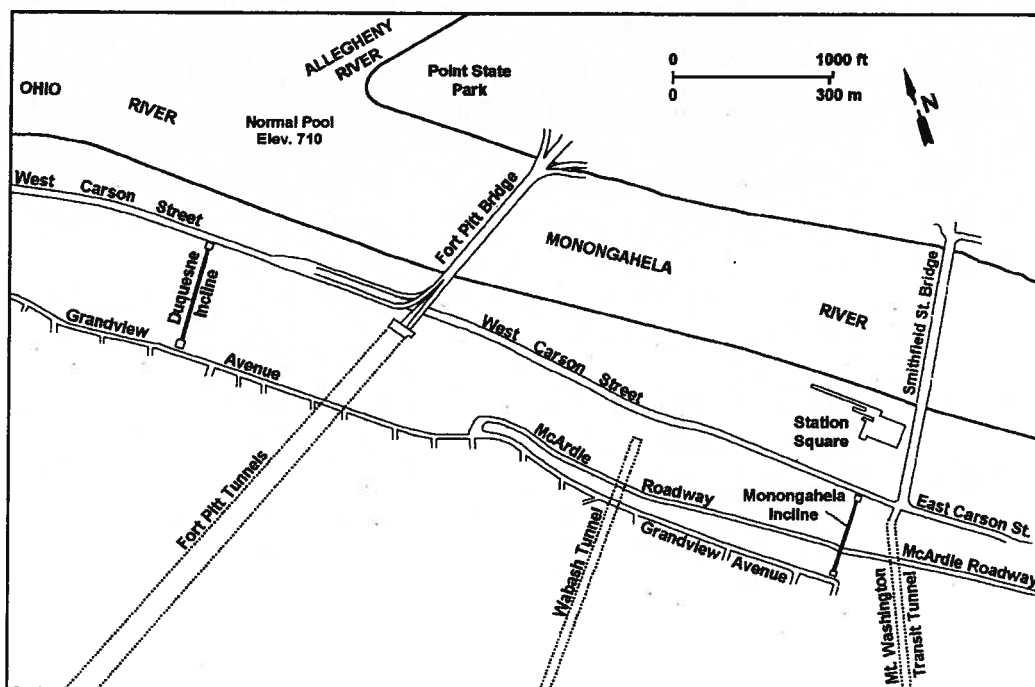 ALLEGHENY
RIVER
Point State
Park
0 1000 ft
0 300 m
N
OHIO
RIVER
Normal Pool
Elev. 710
West Carson Street
Fort Pitt Bridge
MONONGAHELA
RIVER
Duquesne
Incline
Grandview Avenue
West Carson Street
Smithfield St. Bridge
Station
Square
Fort Pitt Tunnels
McArdle Roadway
Monongahela
Incline
East Carson St.
Wabash Tunnel
Grandview Avenue
McArdle Roadway
Mt. Washington
Transit Tunnel